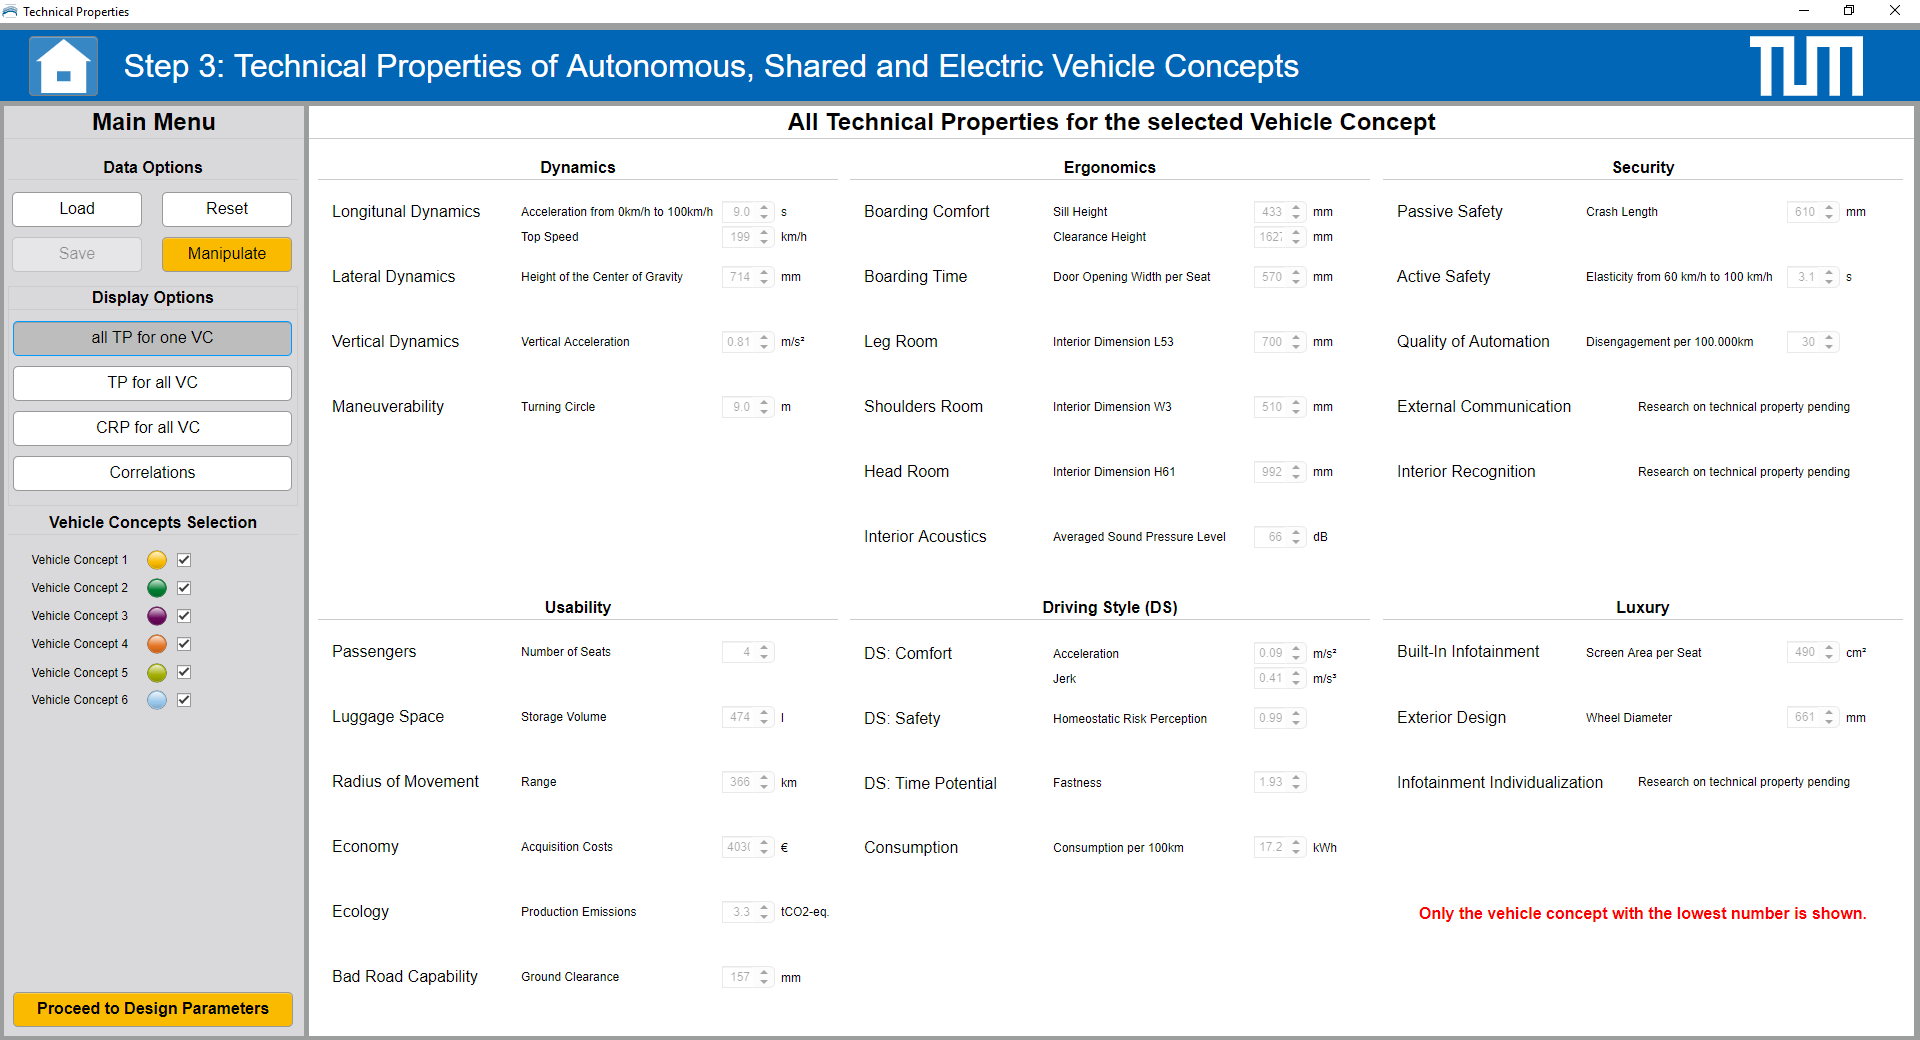 Technical Properties
Step 3: Technical Properties of Autonomous, Shared and Electric Vehicle Concepts
TUM
Main Menu
Data Options
Load
Reset
Save
Manipulate
Display Options
all TP for one VC
TP for all VC
CRP for all VC
Correlations
Vehicle Concepts Selection
Vehicle Concept 1
Vehicle Concept 2
Vehicle Concept 3
Vehicle Concept 4
Vehicle Concept 5
Vehicle Concept 6
Proceed to Design Parameters
All Technical Properties for the selected Vehicle Concept
Dynamics
Longitunal Dynamics Acceleration from 0km/h to 100km/h 9.0 s
Top Speed 199 km/h
Lateral Dynamics Height of the Center of Gravity 714 mm
Vertical Dynamics Vertical Acceleration 0.81 m/s²
Maneuverability Turning Circle 9.0 m
Ergonomics
Boarding Comfort Sill Height 433 mm
Clearance Height 1627 mm
Boarding Time Door Opening Width per Seat 570 mm
Leg Room Interior Dimension L53 700 mm
Shoulders Room Interior Dimension W3 510 mm
Head Room Interior Dimension H61 992 mm
Interior Acoustics Averaged Sound Pressure Level 66 dB
Security
Passive Safety Crash Length 610 mm
Active Safety Elasticity from 60 km/h to 100 km/h 3.1 s
Quality of Automation Disengagement per 100.000km 30
External Communication Research on technical property pending
Interior Recognition Research on technical property pending
Usability
Passengers Number of Seats 4
Luggage Space Storage Volume 474 l
Radius of Movement Range 366 km
Economy Acquisition Costs €
Ecology Production Emissions 3.3 tCO2-eq.
Bad Road Capability Ground Clearance 157 mm
Driving Style (DS)
DS: Comfort Acceleration 0.09 m/s²
Jerk 0.41 m/s³
DS: Safety Homeostatic Risk Perception 0.99
DS: Time Potential Fastness 1.93
Consumption Consumption per 100km 17.2 kWh
Luxury
Built-In Infotainment Screen Area per Seat 490 cm²
Exterior Design Wheel Diameter 661 mm
Infotainment Individualization Research on technical property pending
Only the vehicle concept with the lowest number is shown.